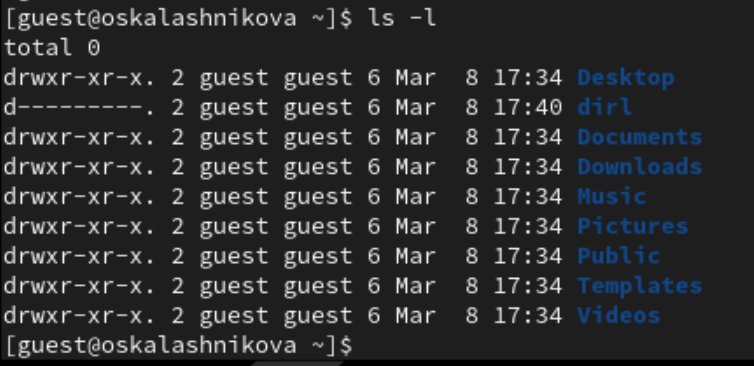 [guest@oskalashnikova ~]$ ls -l
total 0
drwxr-xr-x. 2 guest guest 6 Mar  8 17:34 Desktop
d---------. 2 guest guest 6 Mar  8 17:40 dirl
drwxr-xr-x. 2 guest guest 6 Mar  8 17:34 Documents
drwxr-xr-x. 2 guest guest 6 Mar  8 17:34 Downloads
drwxr-xr-x. 2 guest guest 6 Mar  8 17:34 Music
drwxr-xr-x. 2 guest guest 6 Mar  8 17:34 Pictures
drwxr-xr-x. 2 guest guest 6 Mar  8 17:34 Public
drwxr-xr-x. 2 guest guest 6 Mar  8 17:34 Templates
drwxr-xr-x. 2 guest guest 6 Mar  8 17:34 Videos
[guest@oskalashnikova ~]$